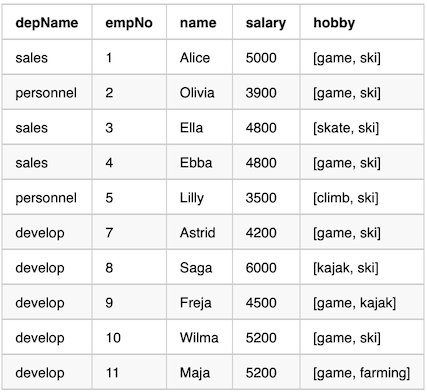 depName empNo name salary hobby
sales 1 Alice 5000 [game, ski]
personnel 2 Olivia 3900 [game, ski]
sales 3 Ella 4800 [skate, ski]
sales 4 Ebba 4800 [game, ski]
personnel 5 Lilly 3500 [climb, ski]
develop 7 Astrid 4200 [game, ski]
develop 8 Saga 6000 [kajak, ski]
develop 9 Freja 4500 [game, kajak]
develop 10 Wilma 5200 [game, ski]
develop 11 Maja 5200 [game, farming]